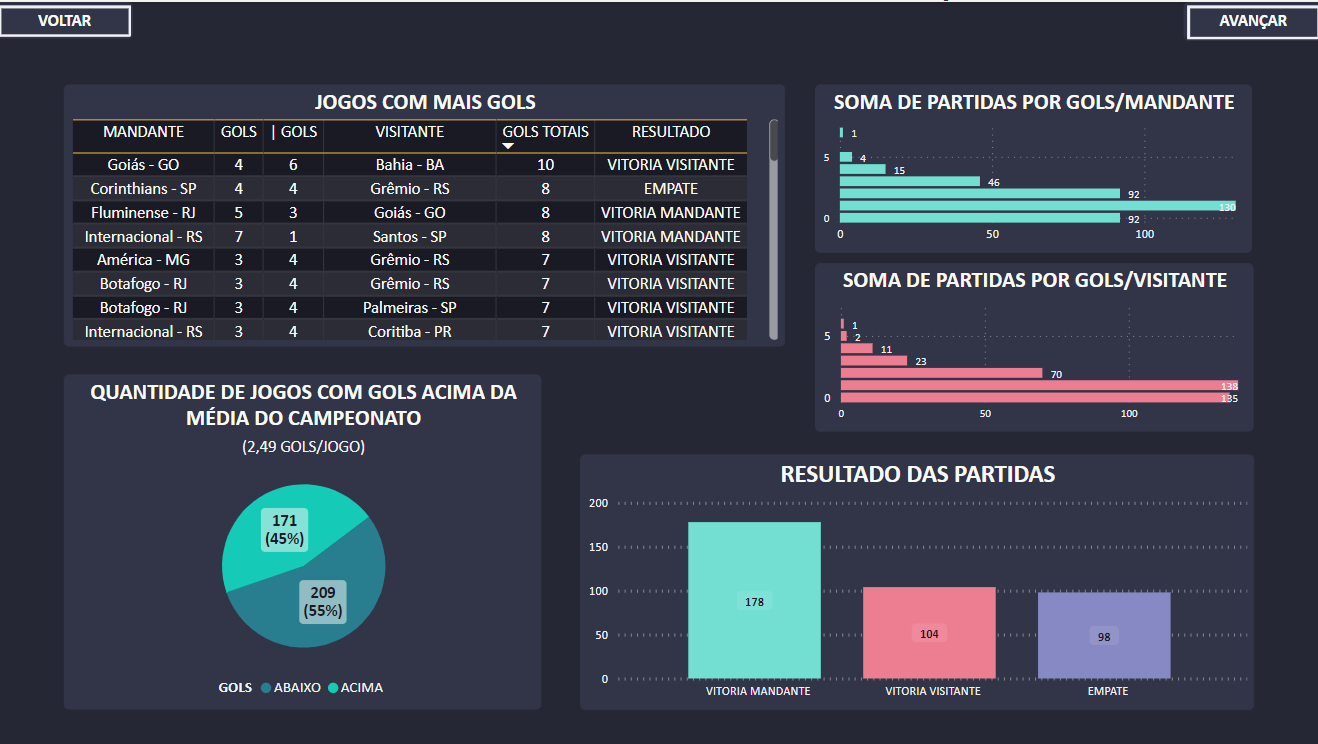 VOLTAR
AVANÇAR
JOGOS COM MAIS GOLS
MANDANTE GOLS | GOLS VISITANTE GOLS TOTAIS RESULTADO
Goiás - GO 4 6 Bahia - BA 10 VITORIA VISITANTE
Corinthians - SP 4 4 Grêmio - RS 8 EMPATE
Fluminense - RJ 5 3 Goiás - GO 8 VITORIA MANDANTE
Internacional - RS 7 1 Santos - SP 8 VITORIA MANDANTE
América - MG 3 4 Grêmio - RS 7 VITORIA VISITANTE
Botafogo - RJ 3 4 Grêmio - RS 7 VITORIA VISITANTE
Botafogo - RJ 3 4 Palmeiras - SP 7 VITORIA VISITANTE
Internacional - RS 3 4 Coritiba - PR 7 VITORIA VISITANTE
SOMA DE PARTIDAS POR GOLS/MANDANTE
1
5 4
15
46
92
130
0 92
0 50 100
SOMA DE PARTIDAS POR GOLS/VISITANTE
1
5 2
11
23
70
138
0 135
0 50 100
QUANTIDADE DE JOGOS COM GOLS ACIMA DA
MÉDIA DO CAMPEONATO
(2,49 GOLS/JOGO)
171
(45%)
209
(55%)
GOLS ABAIXO ACIMA
RESULTADO DAS PARTIDAS
200
150
100
50
0
178
104
98
VITORIA MANDANTE VITORIA VISITANTE EMPATE